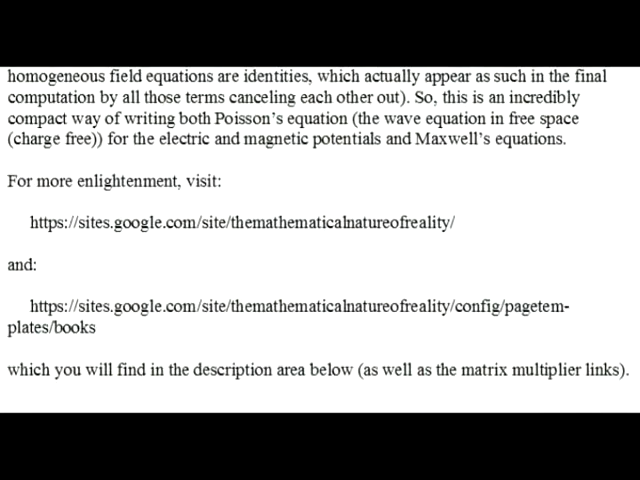 homogeneous field equations are identities, which actually appear as such in the final
computation by all those terms canceling each other out). So, this is an incredibly
compact way of writing both Poisson's equation (the wave equation in free space
(charge free)) for the electric and magnetic potentials and Maxwell's equations.
For more enlightenment, visit:
https://sites.google.com/site/themathematicalnatureofreality/
and:
https://sites.google.com/site/themathematicalnatureofreality/config/pagetem-
plates/books
which you will find in the description area below (as well as the matrix multiplier links).